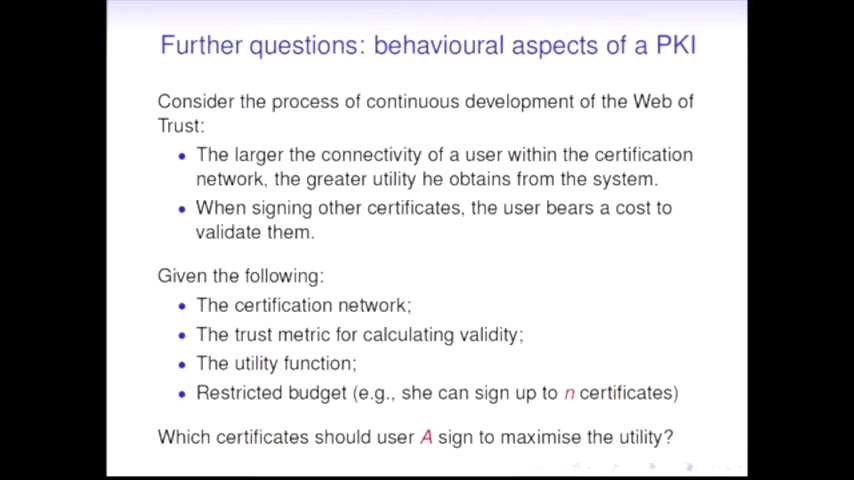 Further questions: behavioural aspects of a PKI
Consider the process of continuous development of the Web of
Trust:
• The larger the connectivity of a user within the certification
network, the greater utility he obtains from the system.
• When signing other certificates, the user bears a cost to
validate them.
Given the following:
• The certification network;
• The trust metric for calculating validity;
• The utility function;
• Restricted budget (e.g., she can sign up to n certificates)
Which certificates should user A sign to maximise the utility?